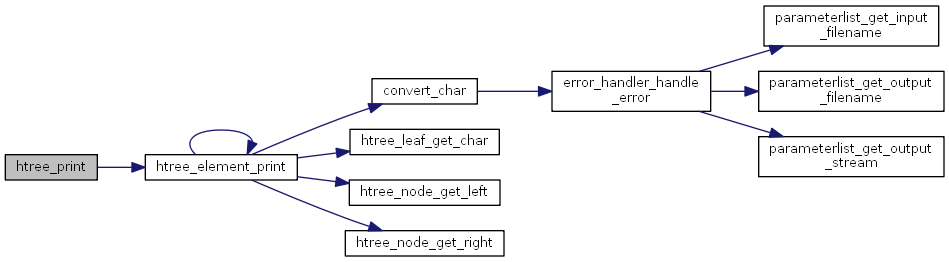 htree_print
htree_element_print
convert_char
htree_leaf_get_char
htree_node_get_left
htree_node_get_right
error_handler_handle
_error
parameterlist_get_input
_filename
parameterlist_get_output
_filename
parameterlist_get_output
_stream